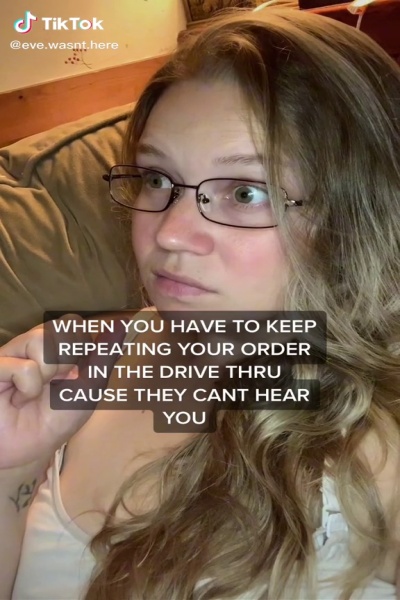 TikTok
@eve.wasnt.here
WHEN YOU HAVE TO KEEP
REPEATING YOUR ORDER
IN THE DRIVE THRU
CAUSE THEY CANT HEAR
YOU